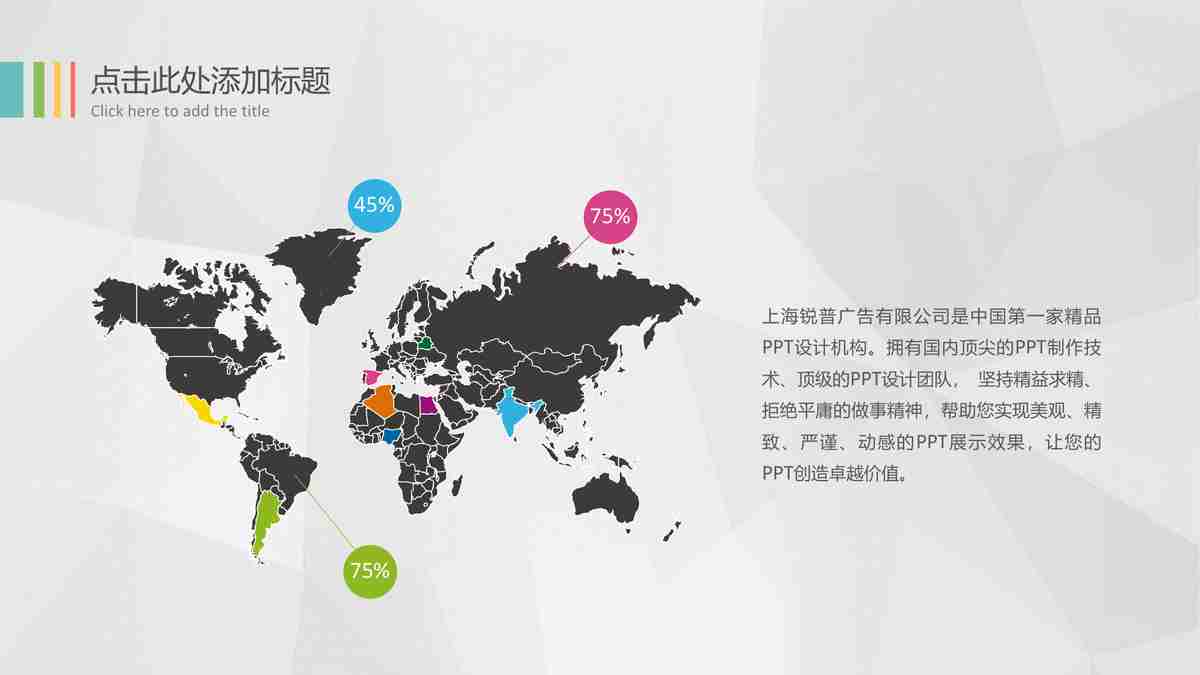 点击此处添加标题
Click here to add the title
45%
75%
上海锐普广告有限公司是中国第一家精品
PPT设计机构。拥有国内顶尖的PPT制作技
术、顶级的PPT设计团队， 坚持精益求精、
拒绝平庸的做事精神，帮助您实现美观、精
致、严谨、动感的PPT展示效果，让您的
PPT创造卓越价值。
75%